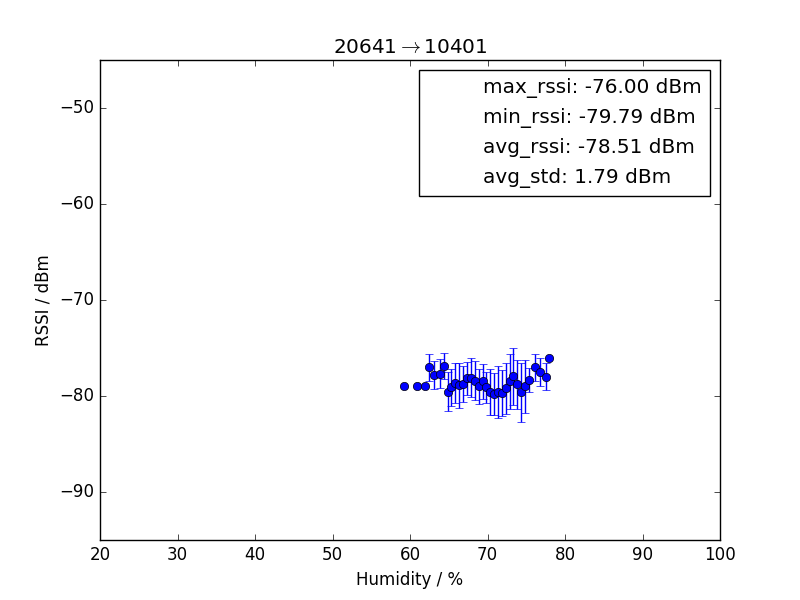 20641→10401
max_rssi: -76.00 dBm
min_rssi: -79.79 dBm
avg_rssi: -78.51 dBm
avg_std: 1.79 dBm
RSSI / dBm
−50
−60
−70
−80
−90
20 30 40 50 60 70 80 90 100
Humidity / %